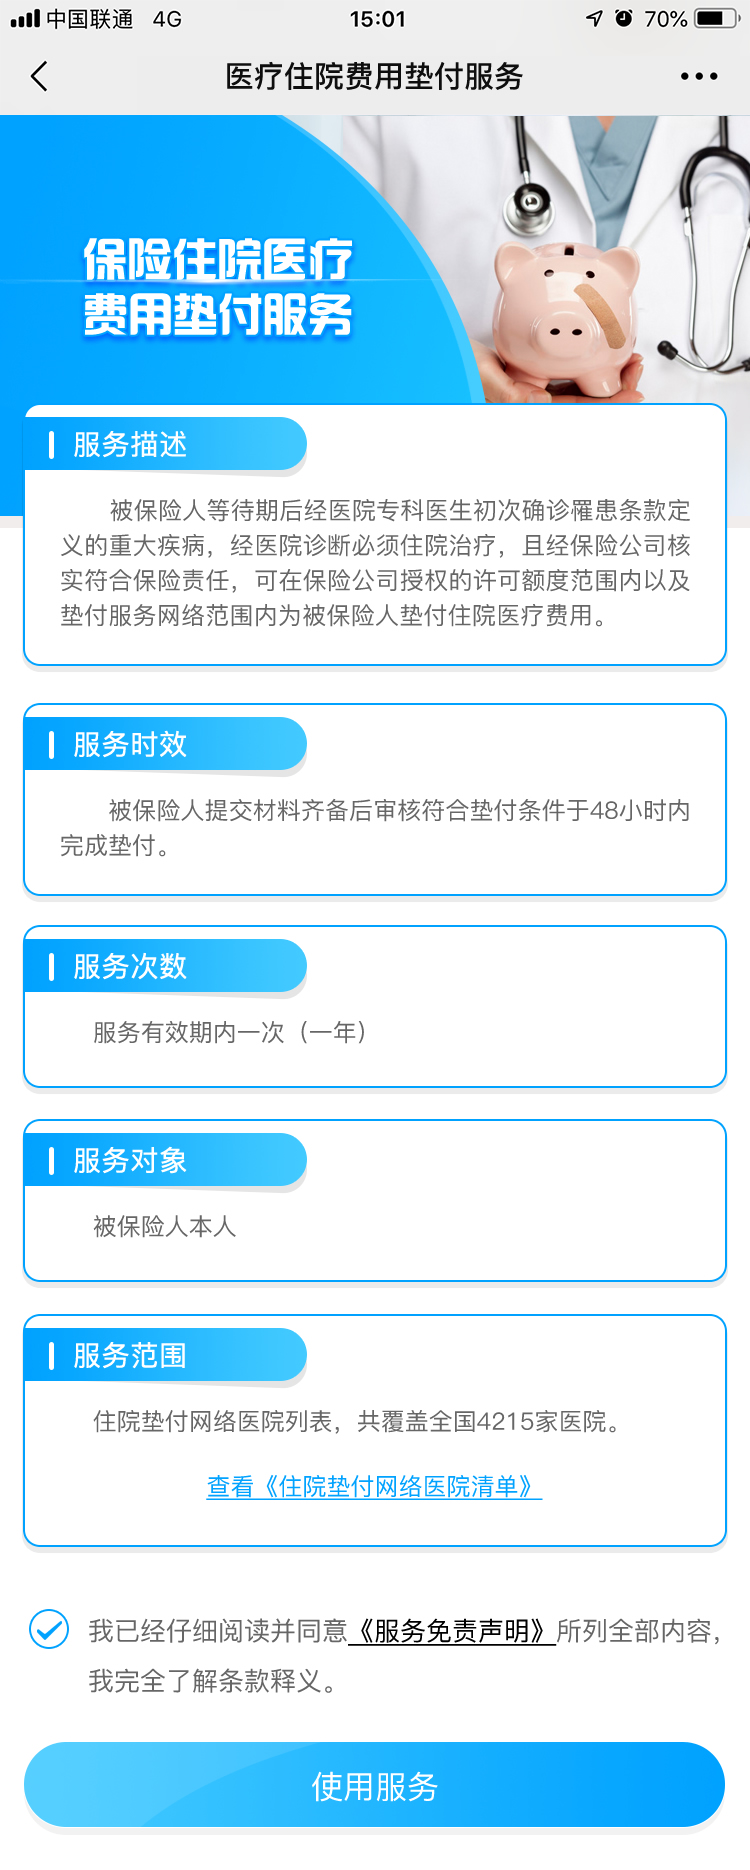 中国联通 4G 15:01 70%
医疗住院费用垫付服务
保险住院医疗
费用垫付服务
服务描述
被保险人等待期后经医院专科医生初次确诊罹患条款定
义的重大疾病，经医院诊断必须住院治疗，且经保险公司核
实符合保险责任，可在保险公司授权的许可额度范围内以及
垫付服务网络范围内为被保险人垫付住院医疗费用。
服务时效
被保险人提交材料齐备后审核符合垫付条件于48小时内
完成垫付。
服务次数
服务有效期内一次（一年）
服务对象
被保险人本人
服务范围
住院垫付网络医院列表，共覆盖全国4215家医院。
查看《住院垫付网络医院清单》
我已经仔细阅读并同意《服务免责声明》所列全部内容，
我完全了解条款释义。
使用服务